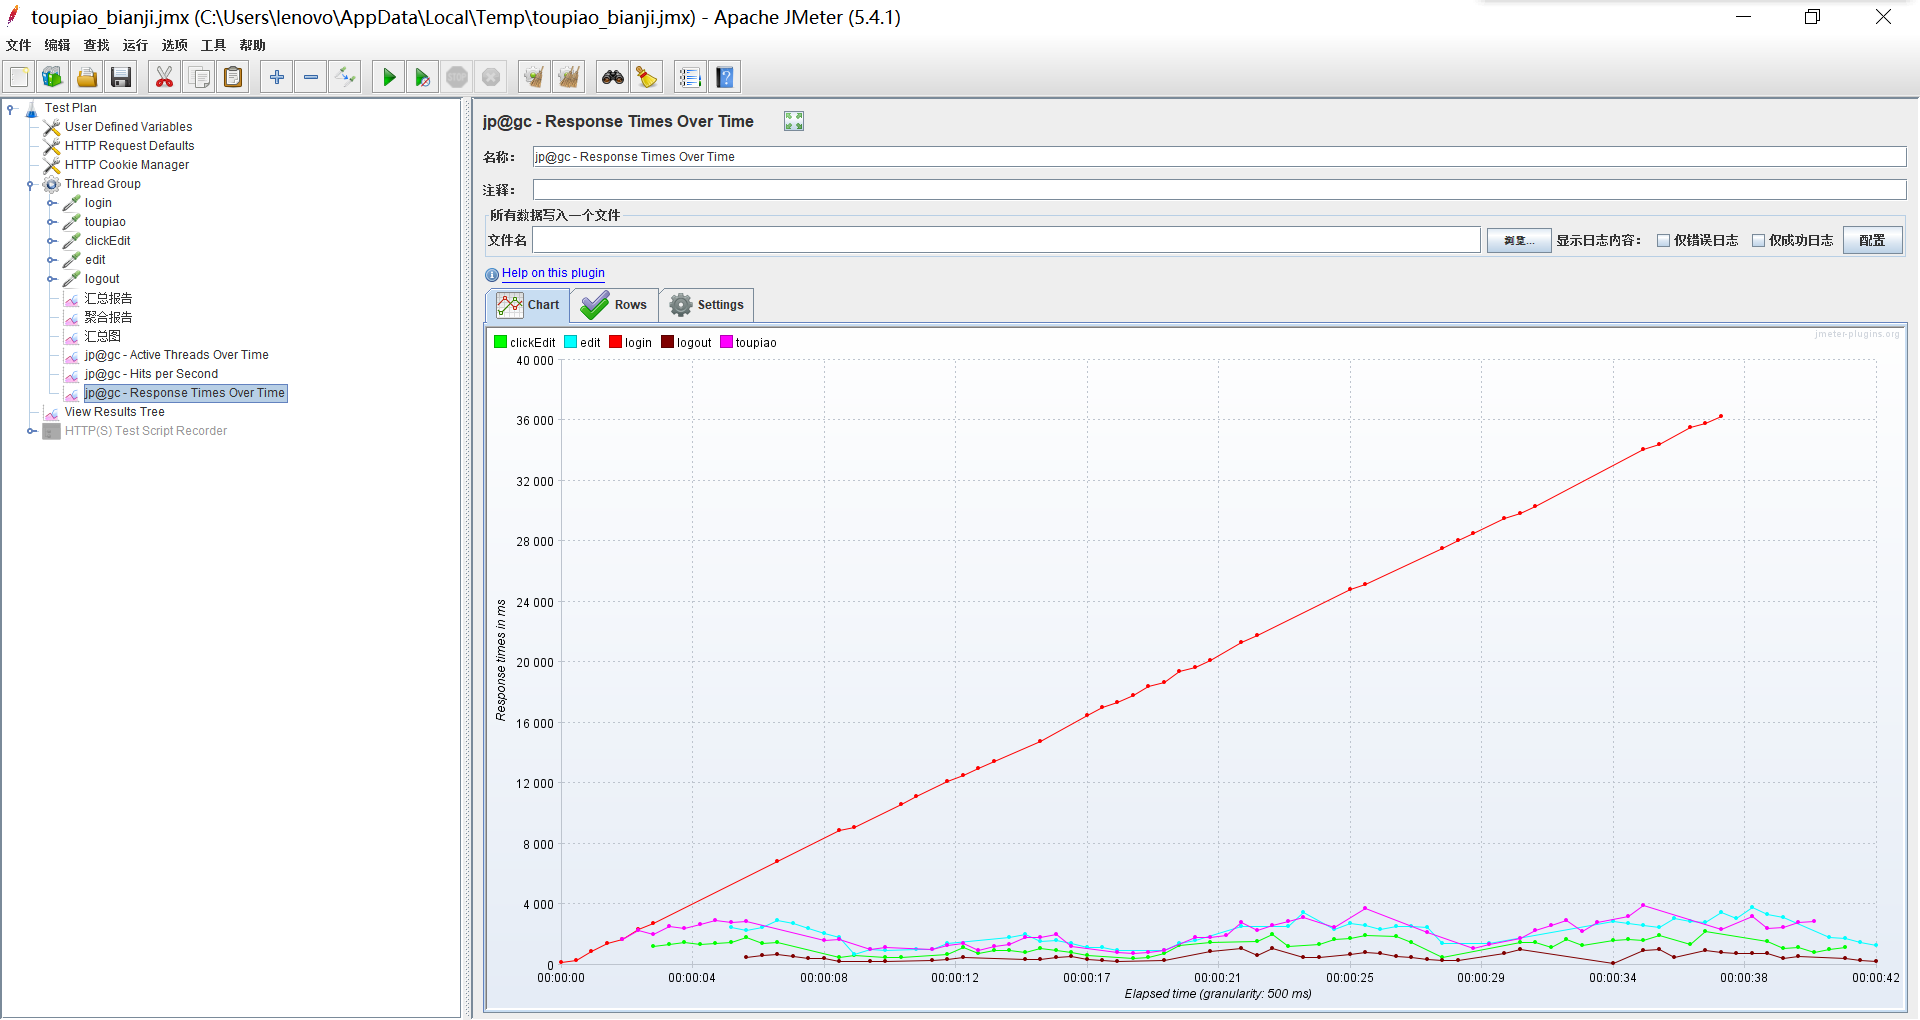 toupiao_bianji.jmx (C:\Users\lenovo\AppData\Local\Temp\toupiao_bianji.jmx) - Apache JMeter (5.4.1)
文件 编辑 查找 运行 选项 工具 帮助
STOP
Test Plan
User Defined Variables
HTTP Request Defaults
HTTP Cookie Manager
Thread Group
login
toupiao
clickEdit
edit
logout
汇总报告
聚合报告
汇总图
jp@gc - Active Threads Over Time
jp@gc - Hits per Second
jp@gc - Response Times Over Time
View Results Tree
HTTP(S) Test Script Recorder
jp@gc - Response Times Over Time
名称： jp@gc - Response Times Over Time
注释：
所有数据写入一个文件
文件名 浏览... 显示日志内容： 仅错误日志 仅成功日志 配置
Help on this plugin
Chart Rows Settings
jmeter-plugins.org
clickEdit edit login logout toupiao
40 000
36 000
32 000
28 000
24 000
20 000
16 000
12 000
8 000
4 000
0
Response times in ms
00:00:00 00:00:04 00:00:08 00:00:12 00:00:17 00:00:21 00:00:25 00:00:29 00:00:34 00:00:38 00:00:42
Elapsed time (granularity: 500 ms)